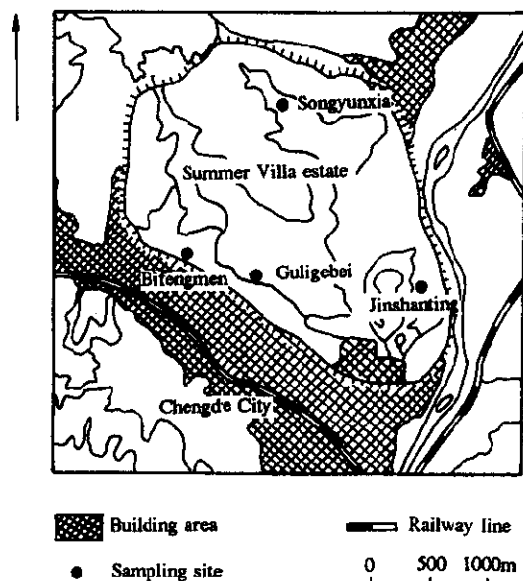 Songyunxia
Summer Villa estate
Bifengmen
Guligebei
Jinshanting
Chengde City
Building area
Railway line
Sampling site
0 500 1000m